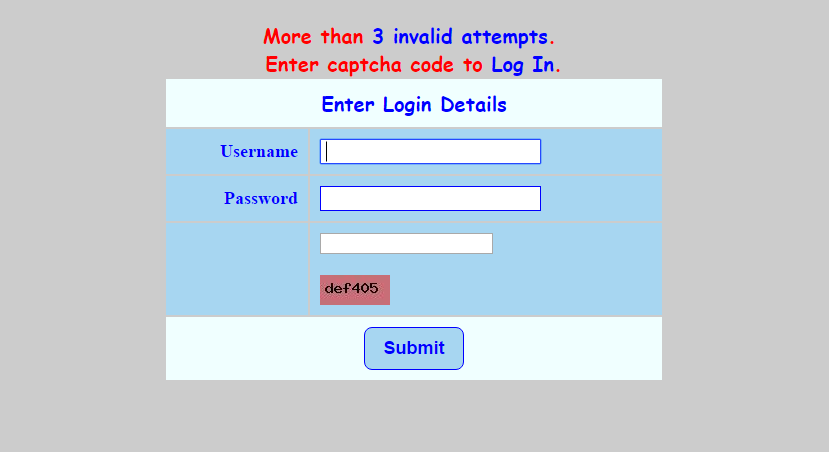 More than 3 invalid attempts.
Enter captcha code to Log In.
Enter Login Details
Username
Password
def405
Submit